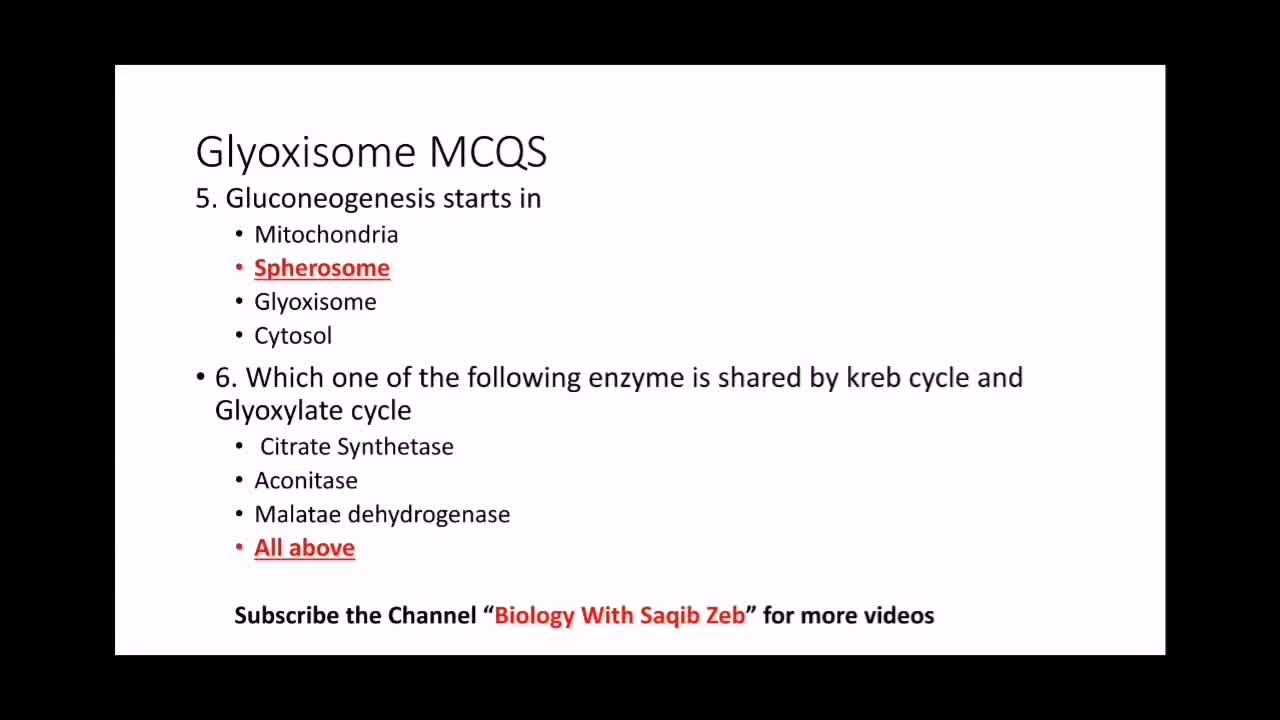 Glyoxisome MCQS
5. Gluconeogenesis starts in
• Mitochondria
• Spherosome
• Glyoxisome
• Cytosol
• 6. Which one of the following enzyme is shared by kreb cycle and
Glyoxylate cycle
• Citrate Synthetase
• Aconitase
• Malatae dehydrogenase
• All above
Subscribe the Channel “Biology With Saqib Zeb” for more videos